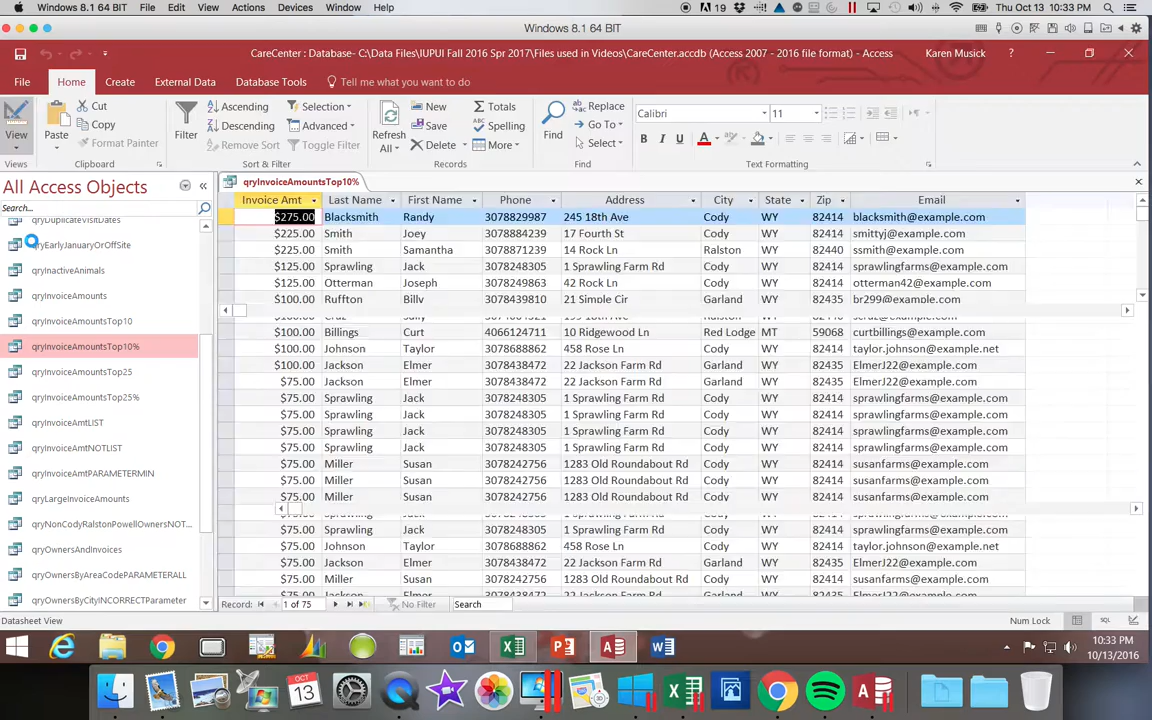 Windows 8.1 64 BIT File Edit View Actions Devices Window Help 19 Thu Oct 13 10:33 PM
Windows 8.1 64 BIT
CareCenter : Database- C:\Data Files\IUPUI Fall 2016 Spr 2017\Files used in Videos\CareCenter.accdb (Access 2007 - 2016 file format) - Access Karen Musick ?
File Home Create External Data Database Tools Tell me what you want to do
View Paste Cut Copy Format Painter Filter Ascending Descending Remove Sort Selection Advanced Toggle Filter Refresh All New Save Delete Totals Spelling More Find Replace Go To Select Calibri 11 B I U A
Views Clipboard Sort & Filter Records Find Text Formatting
All Access Objects
Search...
qryDuplicateVisitDates
qryEarlyJanuaryOrOffSite
qryInactiveAnimals
qryInvoiceAmounts
qryInvoiceAmountsTop10
qryInvoiceAmountsTop10%
qryInvoiceAmountsTop25
qryInvoiceAmountsTop25%
qryInvoiceAmtLIST
qryInvoiceAmtNOTLIST
qryInvoiceAmtPARAMETERMIN
qryLargeInvoiceAmounts
qryNonCodyRalstonPowellOwnersNOT...
qryOwnersAndInvoices
qryOwnersByAreaCodePARAMETERALL
qryOwnersByCityINCORRECTParameter
qryInvoiceAmountsTop10%
Invoice Amt Last Name First Name Phone Address City State Zip Email
$275.00 Blacksmith Randy 3078829987 245 18th Ave Cody WY 82414 blacksmith@example.com
$225.00 Smith Joey 3078884239 17 Fourth St Cody WY 82414 smittyj@example.com
$225.00 Smith Samantha 3078871239 14 Rock Ln Ralston WY 82440 ssmith@example.com
$125.00 Sprawling Jack 3078248305 1 Sprawling Farm Rd Cody WY 82414 sprawlingfarms@example.com
$125.00 Otterman Joseph 3078249863 42 Rock Ln Cody WY 82414 otterman42@example.com
$100.00 Ruffton Billy 3078439810 21 Simple Cir Garland WY 82435 br299@example.com
$100.00 Billings Curt 4066124711 10 Ridgewood Ln Red Lodge MT 59068 curtbillings@example.com
$100.00 Johnson Taylor 3078688862 458 Rose Ln Cody WY 82414 taylor.johnson@example.net
$100.00 Jackson Elmer 3078438472 22 Jackson Farm Rd Garland WY 82435 ElmerJ22@example.com
$75.00 Jackson Elmer 3078438472 22 Jackson Farm Rd Garland WY 82435 ElmerJ22@example.com
$75.00 Sprawling Jack 3078248305 1 Sprawling Farm Rd Cody WY 82414 sprawlingfarms@example.com
$75.00 Sprawling Jack 3078248305 1 Sprawling Farm Rd Cody WY 82414 sprawlingfarms@example.com
$75.00 Sprawling Jack 3078248305 1 Sprawling Farm Rd Cody WY 82414 sprawlingfarms@example.com
$75.00 Sprawling Jack 3078248305 1 Sprawling Farm Rd Cody WY 82414 sprawlingfarms@example.com
$75.00 Miller Susan 3078242756 1283 Old Roundabout Rd Cody WY 82414 susanfarms@example.com
$75.00 Miller Susan 3078242756 1283 Old Roundabout Rd Cody WY 82414 susanfarms@example.com
$75.00 Miller Susan 3078242756 1283 Old Roundabout Rd Cody WY 82414 susanfarms@example.com
$75.00 Sprawling Jack 3078248305 1 Sprawling Farm Rd Cody WY 82414 sprawlingfarms@example.com
$75.00 Johnson Taylor 3078688862 458 Rose Ln Cody WY 82414 taylor.johnson@example.net
$75.00 Jackson Elmer 3078438472 22 Jackson Farm Rd Garland WY 82435 ElmerJ22@example.com
$75.00 Miller Susan 3078242756 1283 Old Roundabout Rd Cody WY 82414 susanfarms@example.com
Record: 1 of 75 No Filter Search
Datasheet View Num Lock SQL
10:33 PM
10/13/2016
OCT
13